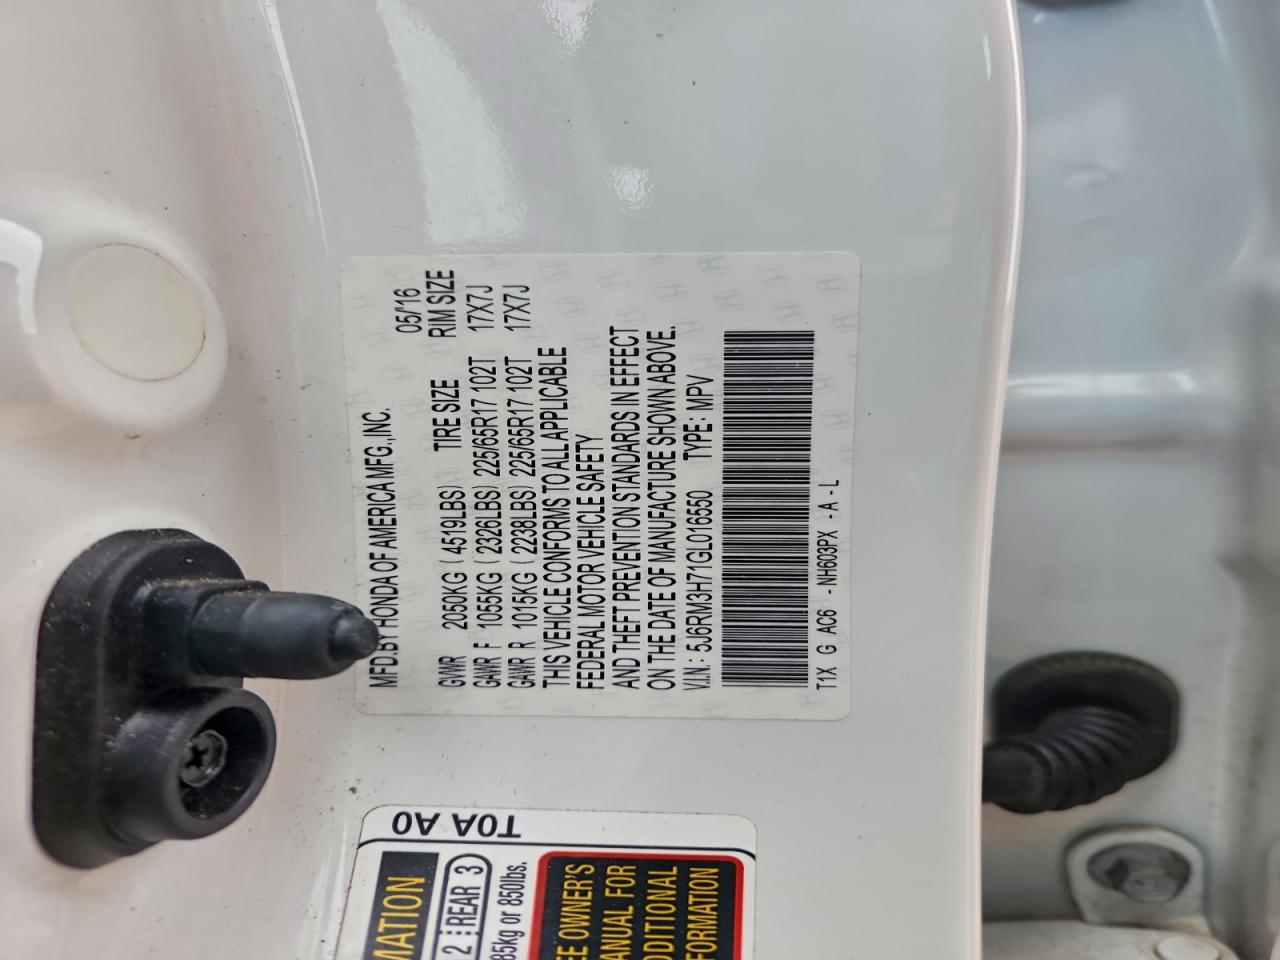 MFD.BY HONDA OF AMERICA MFG.,INC.
05/16
GVWR 2050KG (4519LBS) TIRE SIZE RIM SIZE
GAWR F 1055KG (2326LBS) 225/65R17 102T 17X7J
GAWR R 1015KG (2238LBS) 225/65R17 102T 17X7J
THIS VEHICLE CONFORMS TO ALL APPLICABLE
FEDERAL MOTOR VEHICLE SAFETY
AND THEFT PREVENTION STANDARDS IN EFFECT
ON THE DATE OF MANUFACTURE SHOWN ABOVE.
V.I.N.: 5J6RM3H71GL016550 TYPE: MPV
T1X G AC6 -NH603PX -A-L
T0A A0
MATION
2 REAR 3
85kg or 850lbs.
EE OWNER'S
ANUAL FOR
DDITIONAL
FORMATION